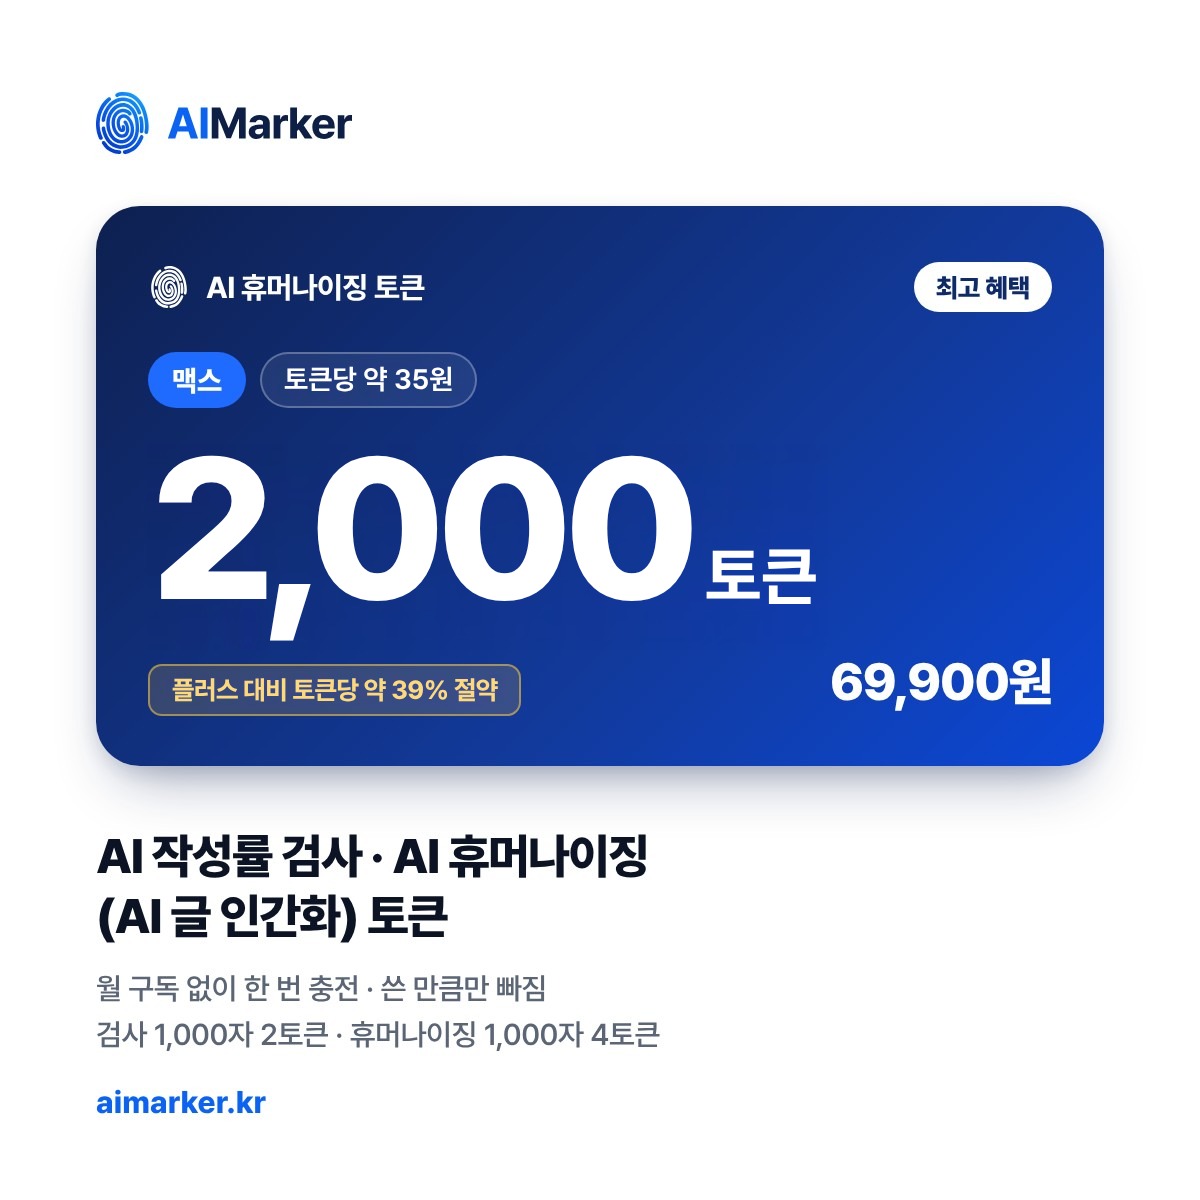 AIMarker
AI 휴머나이징 토큰
최고 혜택
맥스
토큰당 약 35원
2,000 토큰
플러스 대비 토큰당 약 39% 절약
69,900원
AI 작성률 검사 · AI 휴머나이징
(AI 글 인간화) 토큰
월 구독 없이 한 번 충전 · 쓴 만큼만 빠짐
검사 1,000자 2토큰 · 휴머나이징 1,000자 4토큰
aimarker.kr